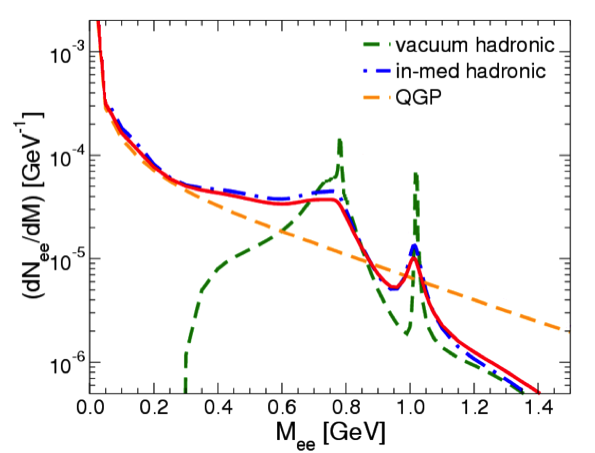 vacuum hadronic
in-med hadronic
QGP
10^-3
10^-4
10^-5
10^-6
(dN_ee/dM) [GeV^-1]
0.0 0.2 0.4 0.6 0.8 1.0 1.2 1.4
M_ee [GeV]